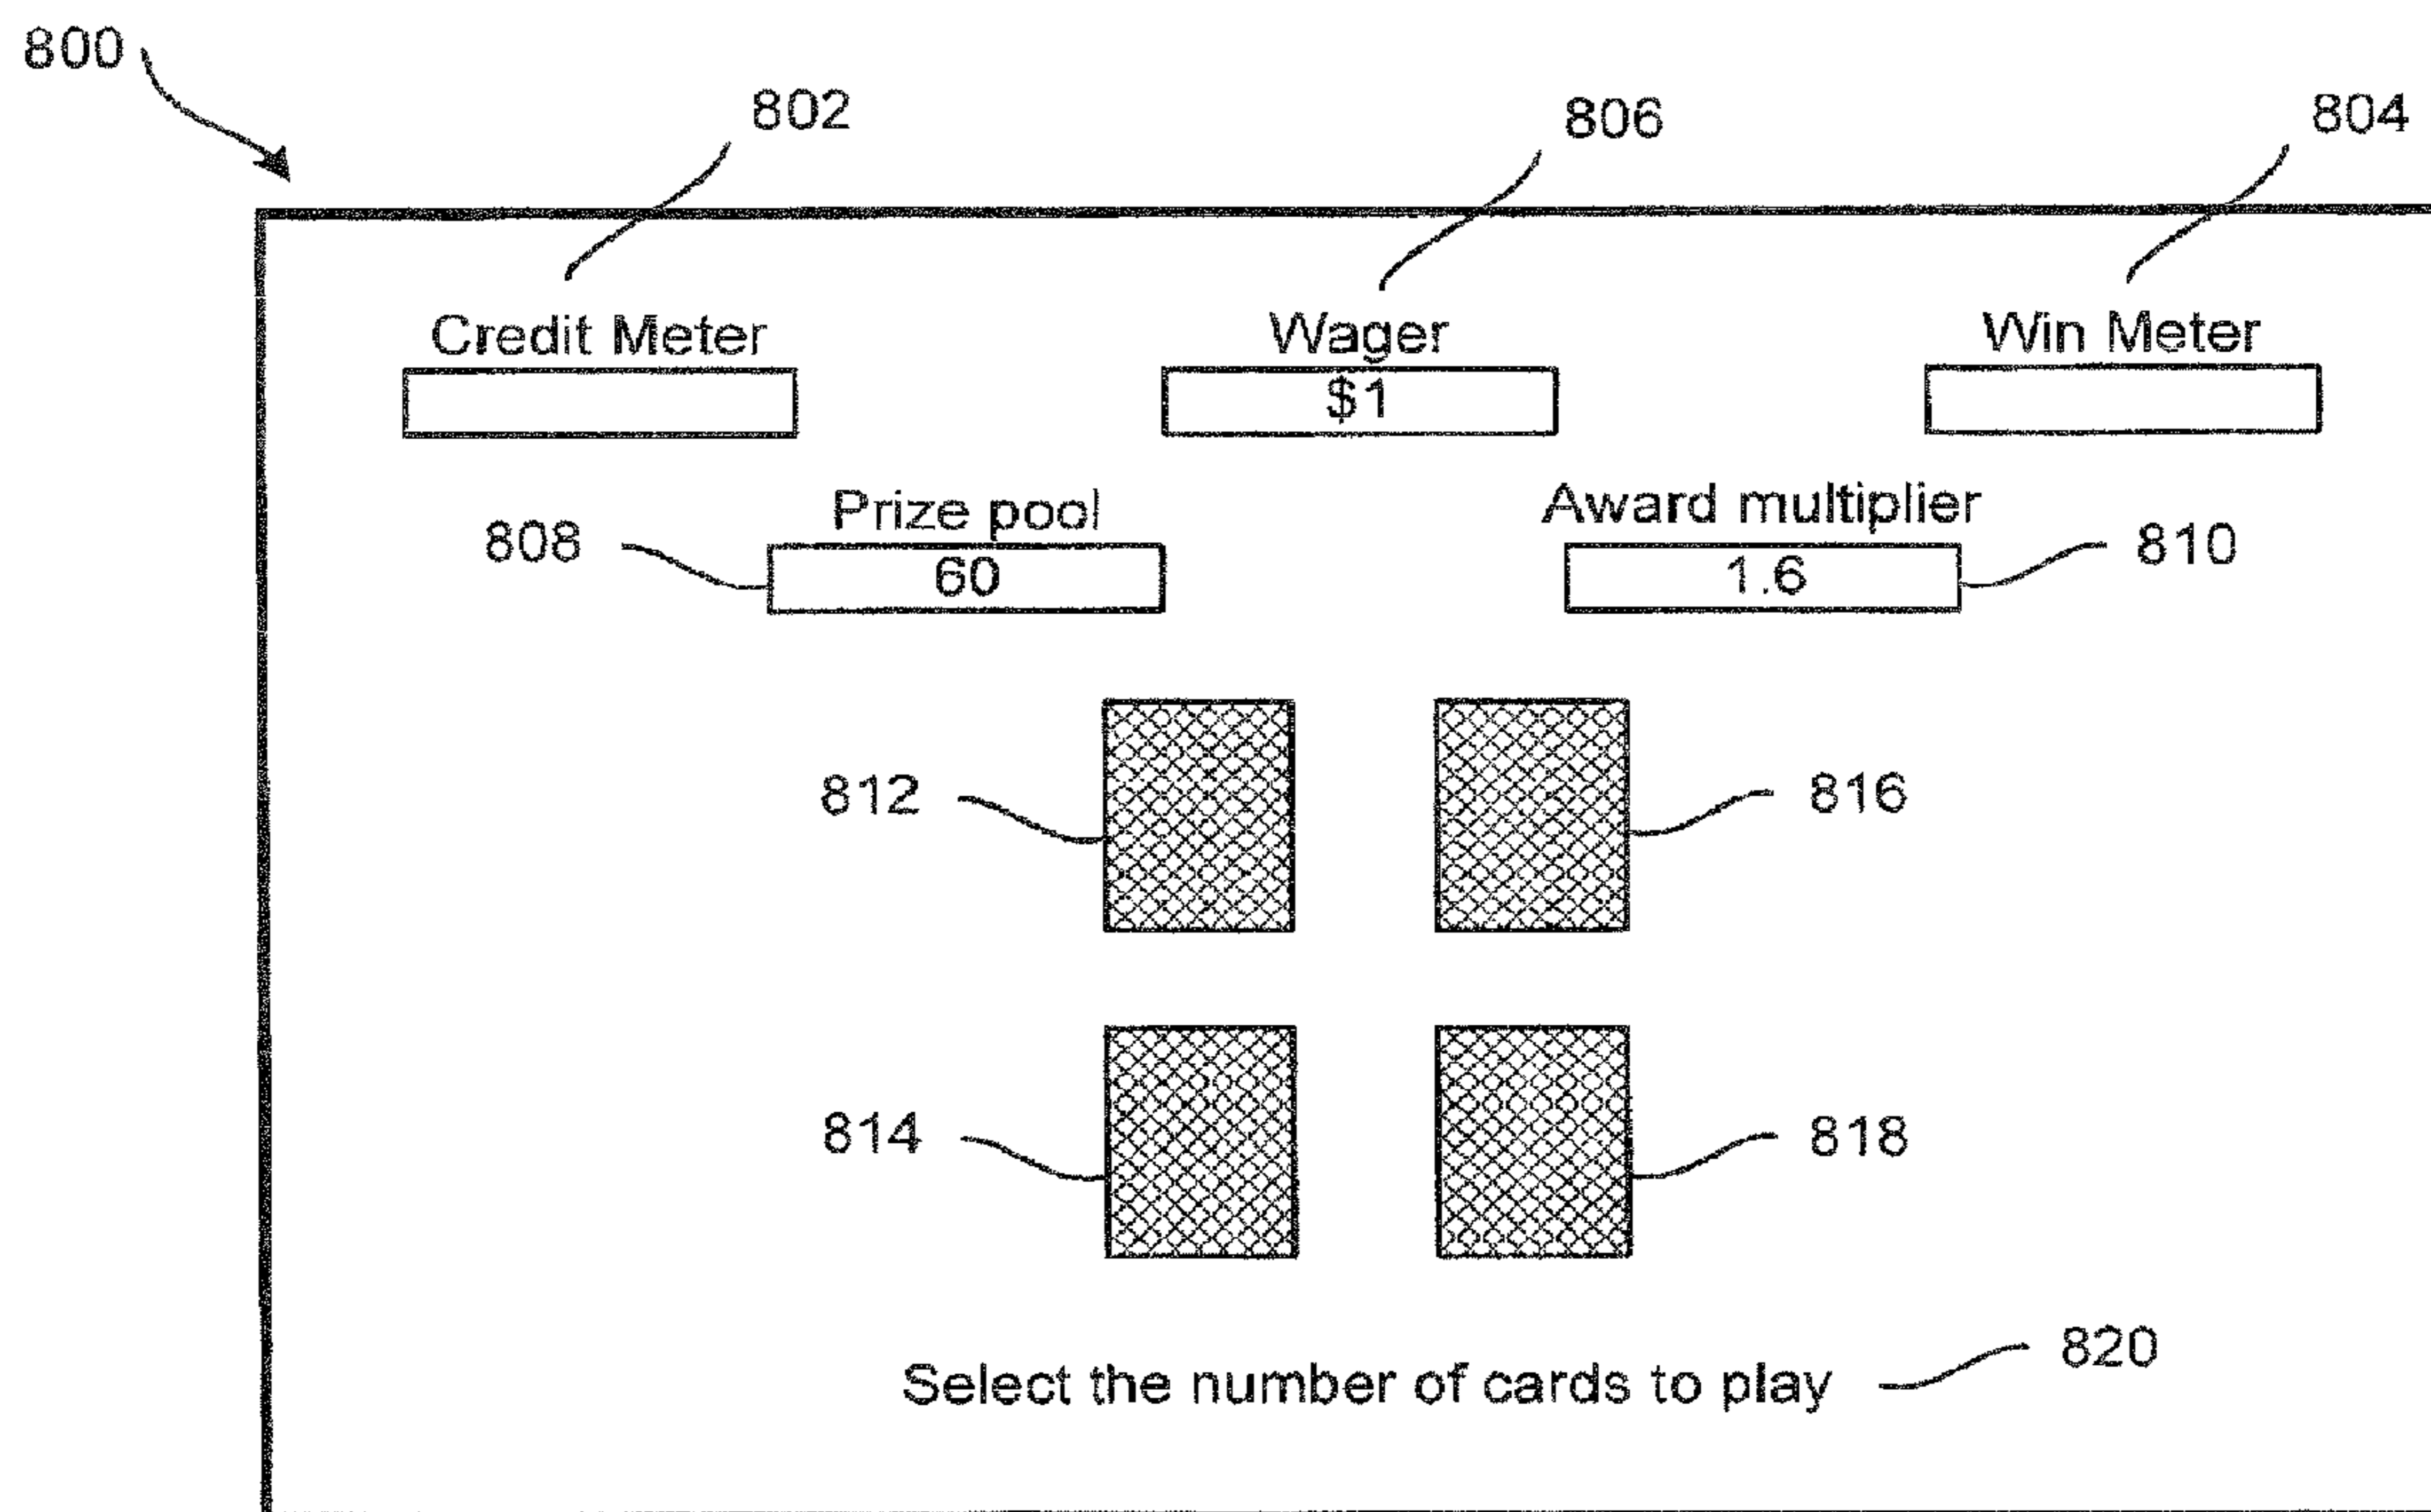 800
802 806 804
Credit Meter Wager Win Meter
$1
Prize pool Award multiplier
808 60 1.6 810
812 816
814 818
Select the number of cards to play 820